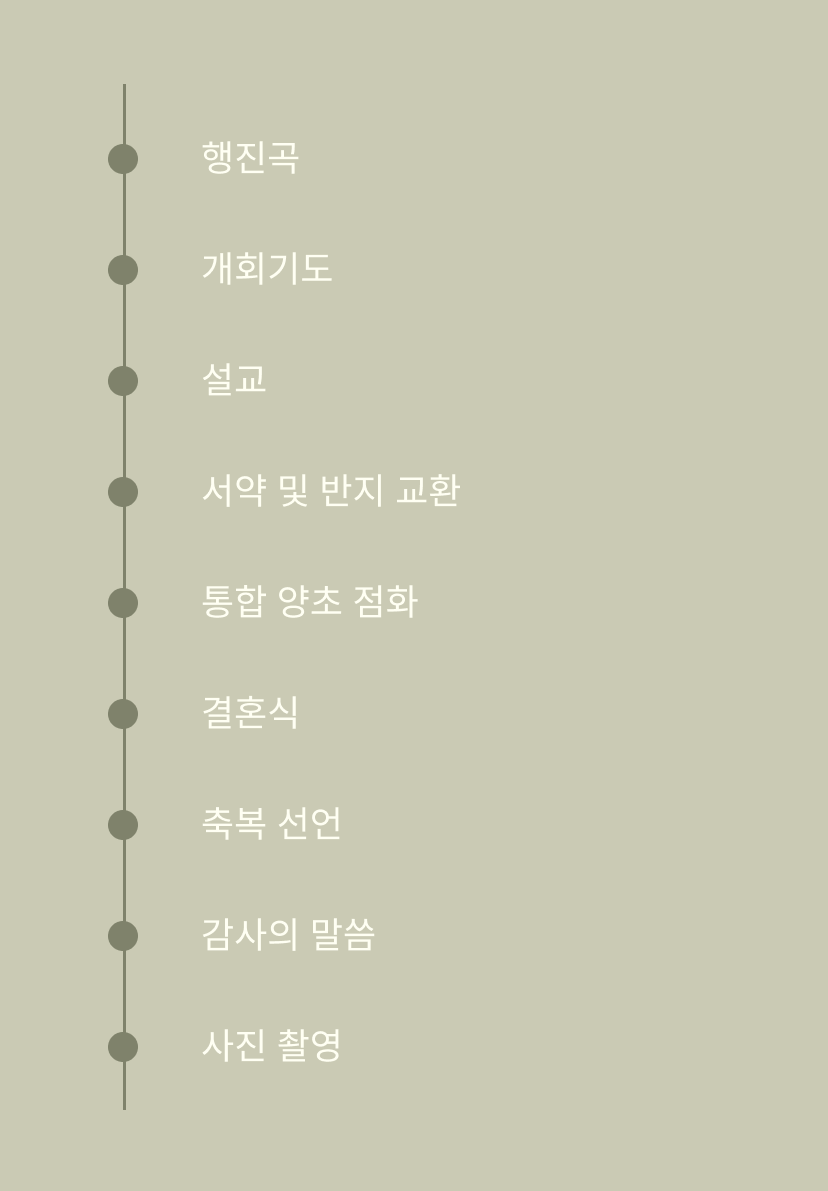 행진곡
개회기도
설교
서약 및 반지 교환
통합 양초 점화
결혼식
축복 선언
감사의 말씀
사진 촬영